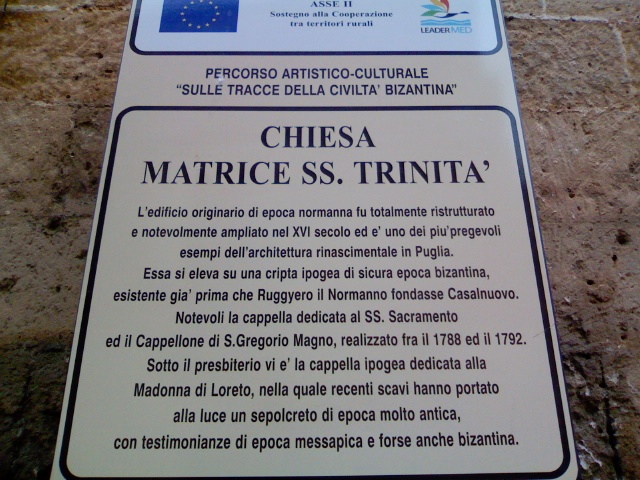 ASSE II
Sostegno alla Cooperazione
tra territori rurali
LEADERMED
PERCORSO ARTISTICO-CULTURALE
“SULLE TRACCE DELLA CIVILTA’ BIZANTINA”
CHIESA
MATRICE SS. TRINITA’
L’edificio originario di epoca normanna fu totalmente ristrutturato
e notevolmente ampliato nel XVI secolo ed e’ uno dei piu’pregevoli
esempi dell’architettura rinascimentale in Puglia.
Essa si eleva su una cripta ipogea di sicura epoca bizantina,
esistente gia’ prima che Ruggyero il Normanno fondasse Casalnuovo.
Notevoli la cappella dedicata al SS. Sacramento
ed il Cappellone di S.Gregorio Magno, realizzato fra il 1788 ed il 1792.
Sotto il presbiterio vi e’ la cappella ipogea dedicata alla
Madonna di Loreto, nella quale recenti scavi hanno portato
alla luce un sepolcreto di epoca molto antica,
con testimonianze di epoca messapica e forse anche bizantina.